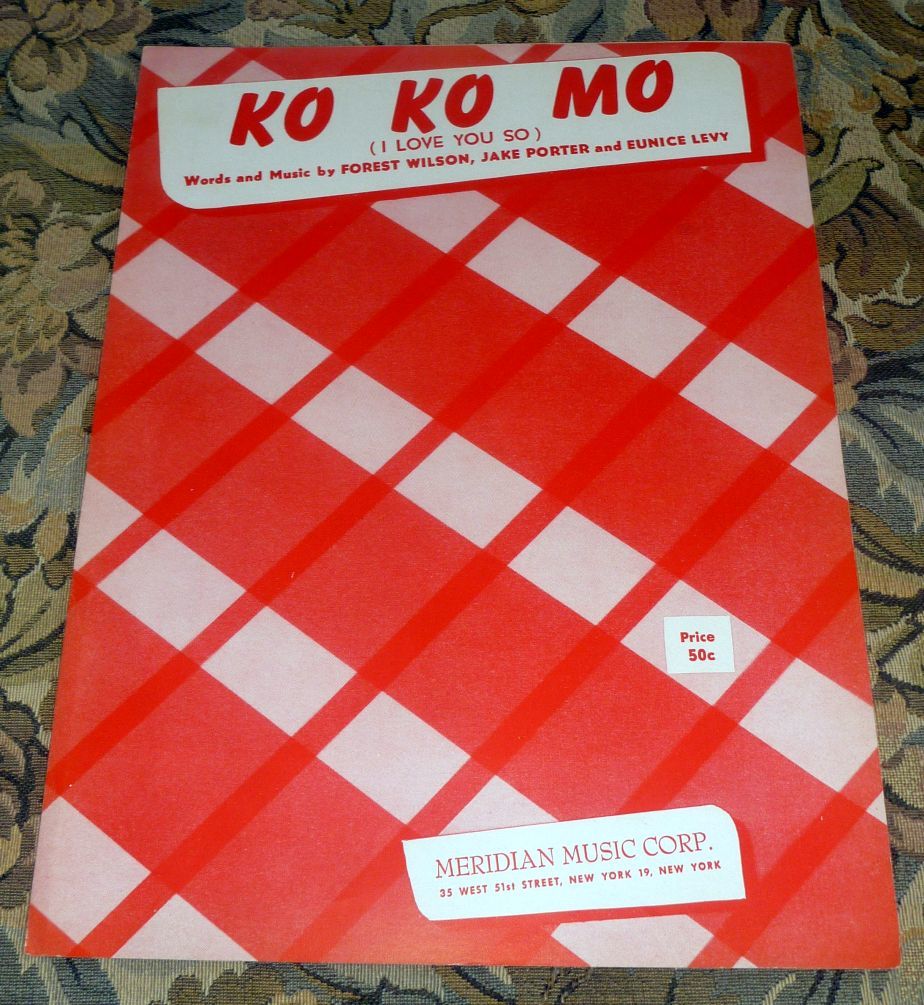 KO KO MO
(I LOVE YOU SO)
Words and Music by FOREST WILSON, JAKE PORTER and EUNICE LEVY
Price
50c
MERIDIAN MUSIC CORP.
35 WEST 51st STREET, NEW YORK 19, NEW YORK